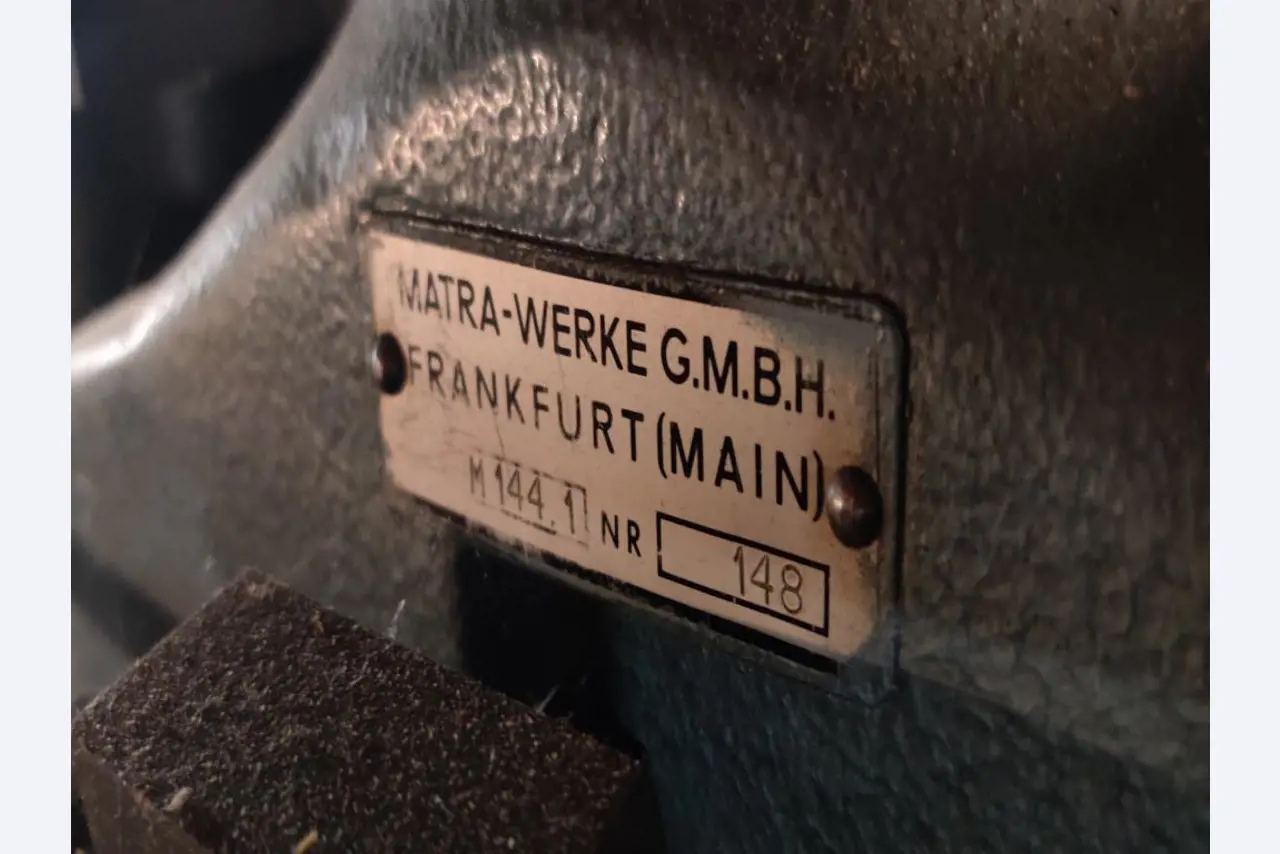 MATRA-WERKE G.M.B.H.
FRANKFURT (MAIN)
M 144.1 NR 148